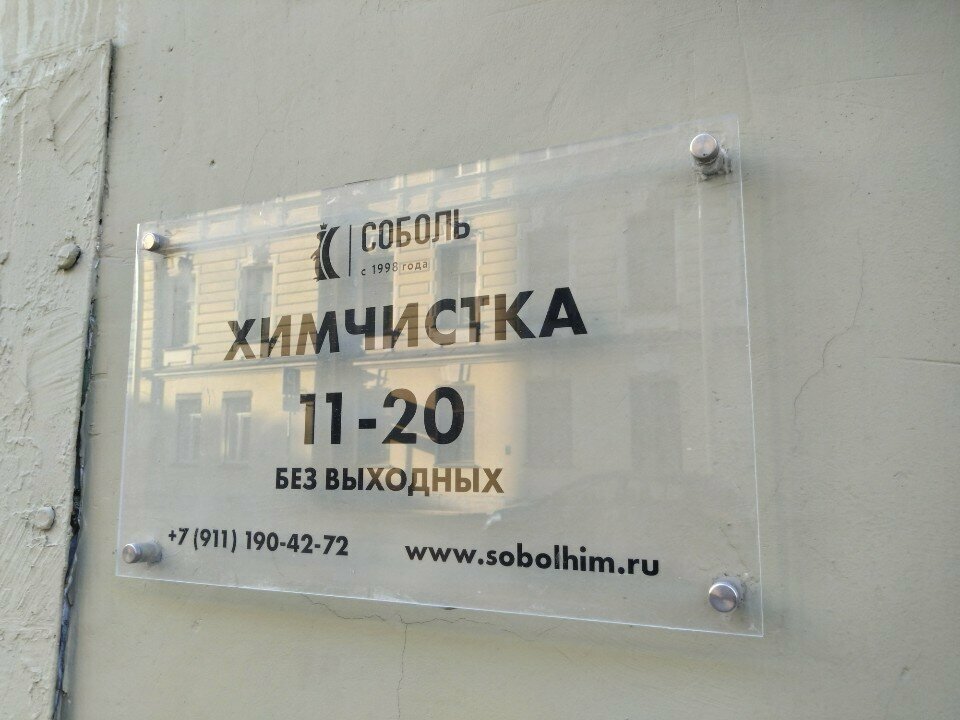 СОБОЛЬ
с 1998 года
ХИМЧИСТКА
11-20
БЕЗ ВЫХОДНЫХ
+7 (911) 190-42-72
www.sobolhim.ru